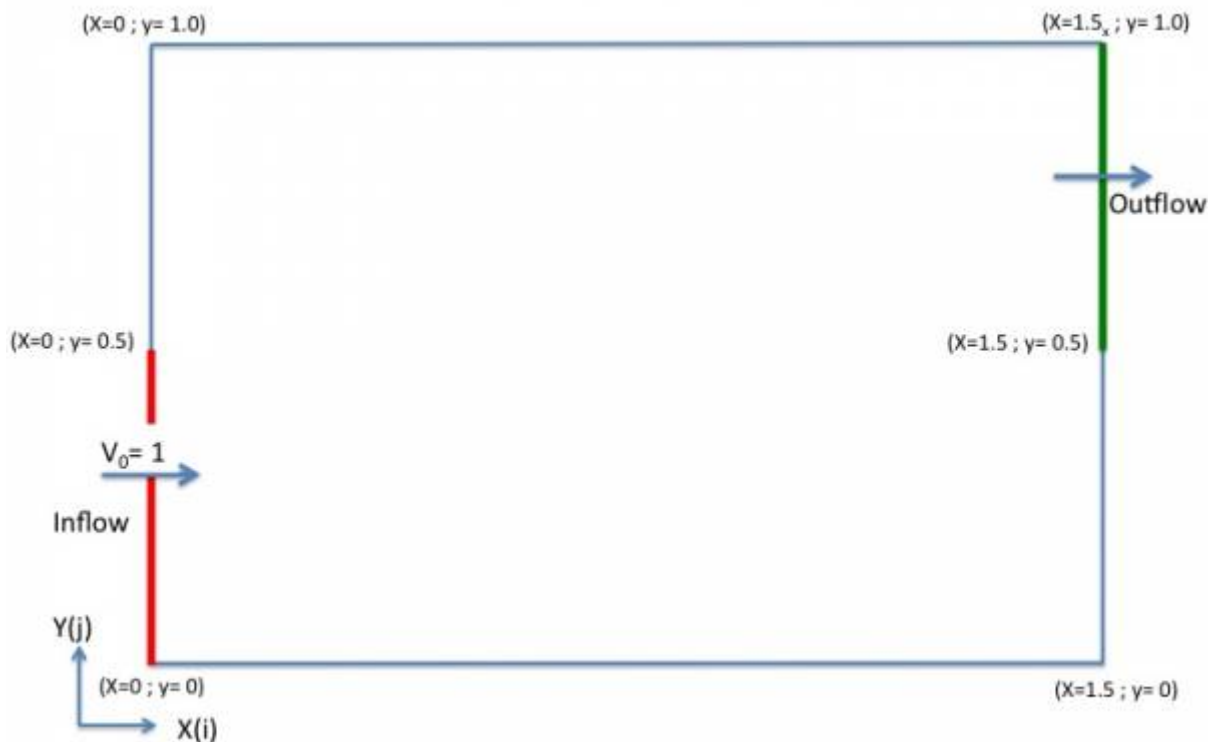 (X=0 ; y= 1.0)
(X=1.5ₓ ; y= 1.0)
Outflow
(X=0 ; y= 0.5)
(X=1.5 ; y= 0.5)
V₀= 1
Inflow
Y(j)
(X=0 ; y= 0)
(X=1.5 ; y= 0)
X(i)